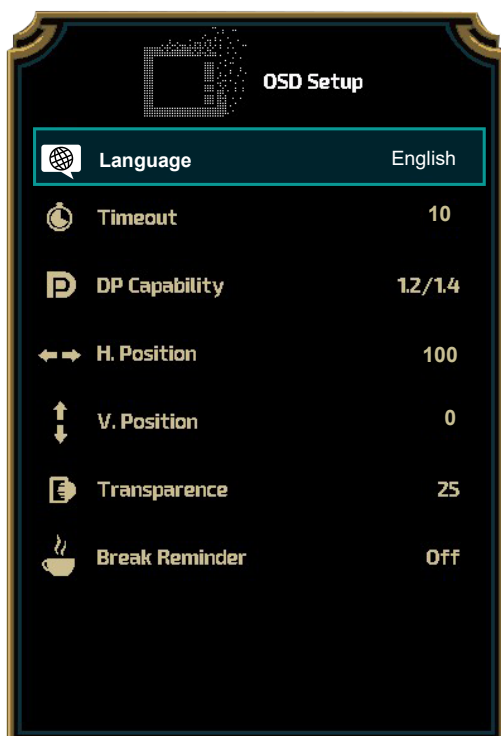 OSD Setup
Language English
Timeout 10
DP Capability 1.2/1.4
H. Position 100
V. Position 0
Transparence 25
Break Reminder Off